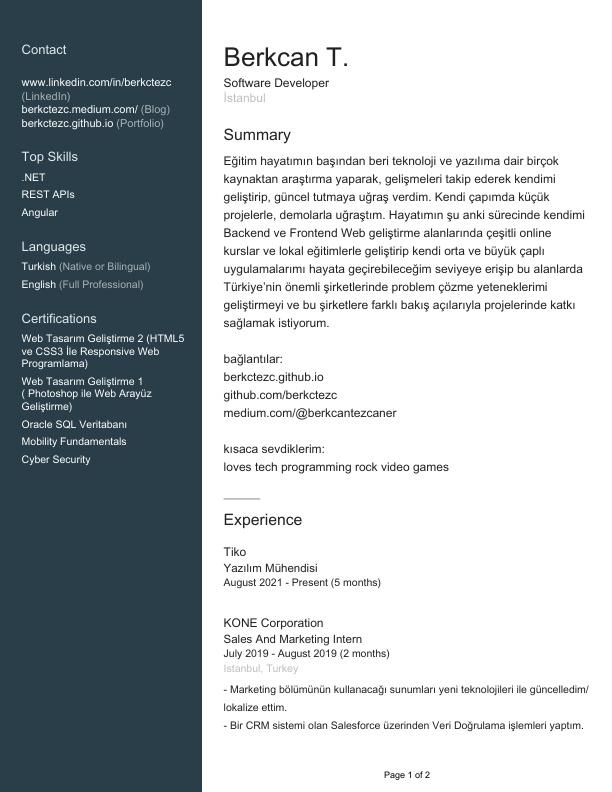 Contact
www.linkedin.com/in/berkctezc
(LinkedIn)
berkctezc.medium.com/ (Blog)
berkctezc.github.io (Portfolio)
Top Skills
.NET
REST APIs
Angular
Languages
Turkish (Native or Bilingual)
English (Full Professional)
Certifications
Web Tasarım Geliştirme 2 (HTML5
ve CSS3 İle Responsive Web
Programlama)
Web Tasarım Geliştirme 1
( Photoshop ile Web Arayüz
Geliştirme)
Oracle SQL Veritabanı
Mobility Fundamentals
Cyber Security
Berkcan T.
Software Developer
İstanbul
Summary
Eğitim hayatımın başından beri teknoloji ve yazılıma dair birçok
kaynaktan araştırma yaparak, gelişmeleri takip ederek kendimi
geliştirip, güncel tutmaya uğraş verdim. Kendi çapımda küçük
projelerle, demolarla uğraştım. Hayatımın şu anki sürecinde kendimi
Backend ve Frontend Web geliştirme alanlarında çeşitli online
kurslar ve lokal eğitimlerle geliştirip kendi orta ve büyük çaplı
uygulamalarımı hayata geçirebileceğim seviyeye erişip bu alanlarda
Türkiye’nin önemli şirketlerinde problem çözme yeteneklerimi
geliştirmeyi ve bu şirketlere farklı bakış açılarıyla projelerinde katkı
sağlamak istiyorum.
bağlantılar:
berkctezc.github.io
github.com/berkctezc
medium.com/@berkcantezcaner
kısaca sevdiklerim:
loves tech programming rock video games
Experience
Tiko
Yazılım Mühendisi
August 2021 - Present (5 months)
KONE Corporation
Sales And Marketing Intern
July 2019 - August 2019 (2 months)
Istanbul, Turkey
- Marketing bölümünün kullanacağı sunumları yeni teknolojileri ile güncelledim/
lokalize ettim.
- Bir CRM sistemi olan Salesforce üzerinden Veri Doğrulama işlemleri yaptım.
Page 1 of 2